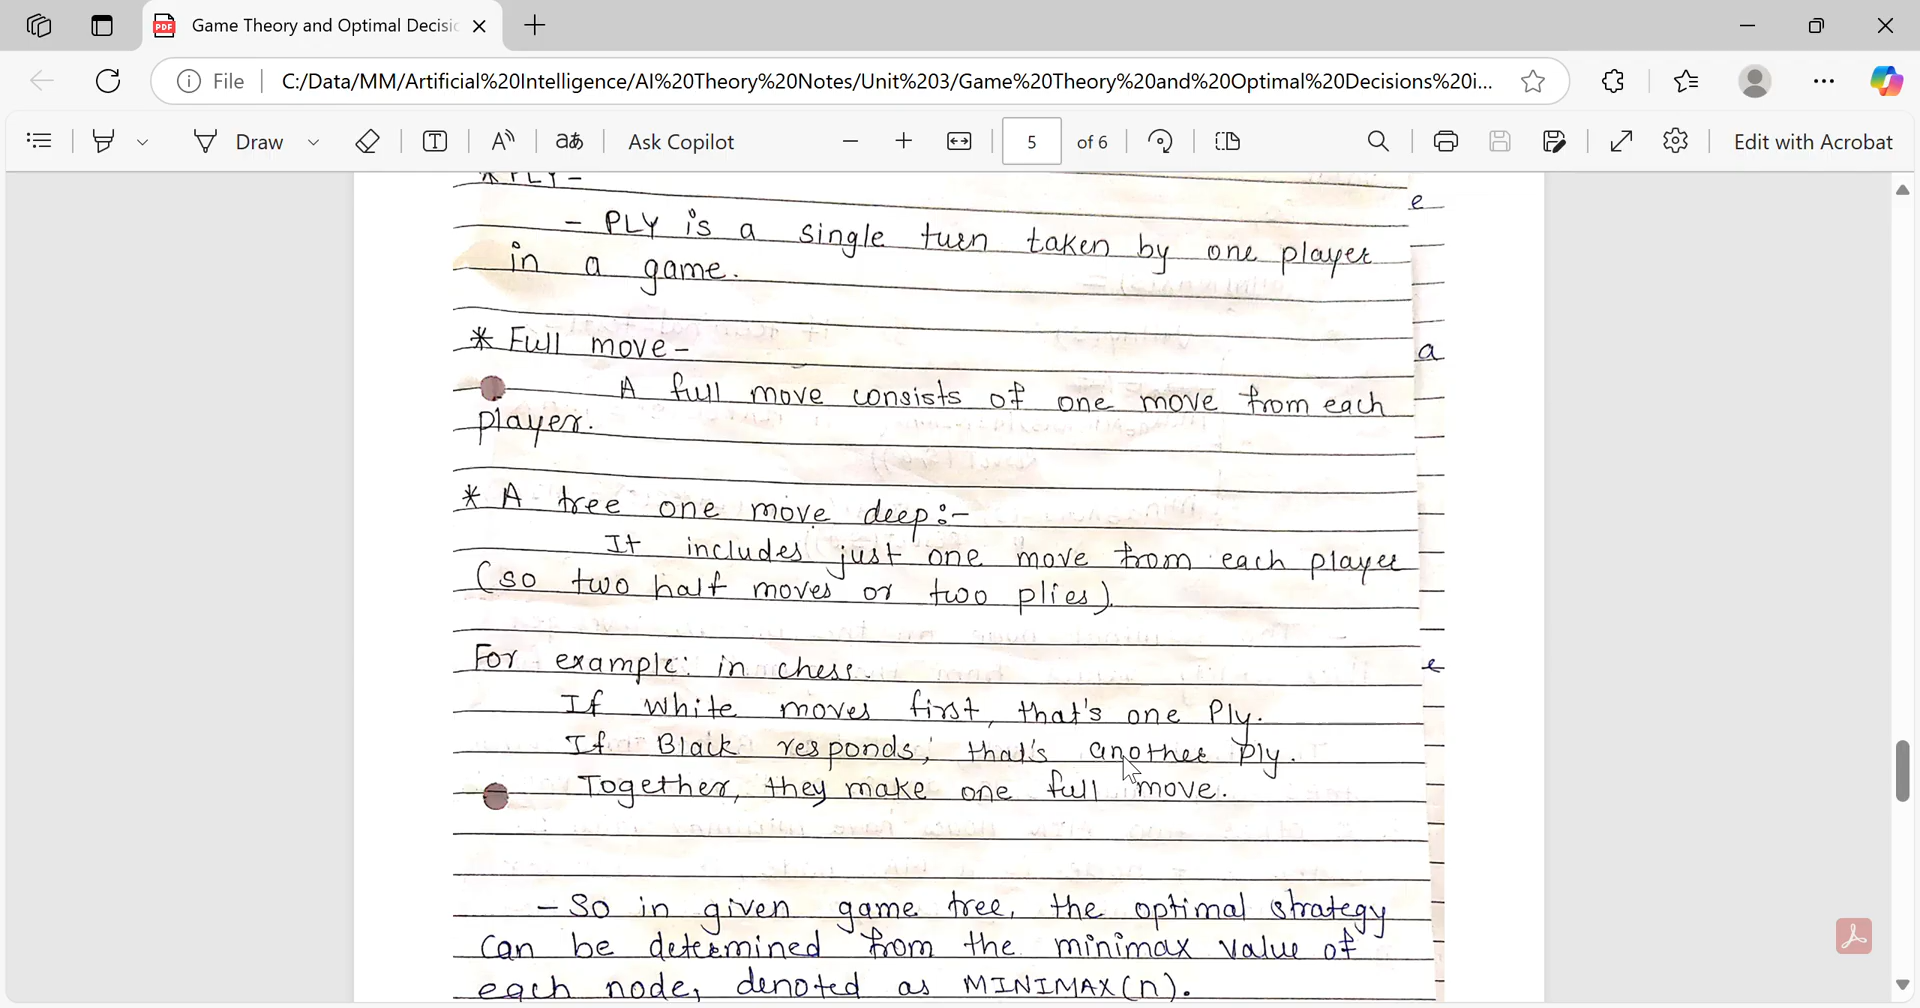 Game Theory and Optimal Decisi
File
C:/Data/MM/Artificial%20Intelligence/AI%20Theory%20Notes/Unit%203/Game%20Theory%20and%20Optimal%20Decisions%20i...
Draw
Ask Copilot
5 of 6
Edit with Acrobat
* PLY -
e
- PLY is a single turn taken by one player
in a game.
* Full move -
a
A full move consists of one move from each
player.
* A tree one move deep :-
It includes just one move from each player
(so two half moves or two plies).
For example: in chess.
e
If White moves first, that's one Ply.
If Black responds, that's another Ply.
Together, they make one full move.
- So in given game tree, the optimal strategy
can be determined from the minimax value of
each node, denoted as MINIMAX(n).